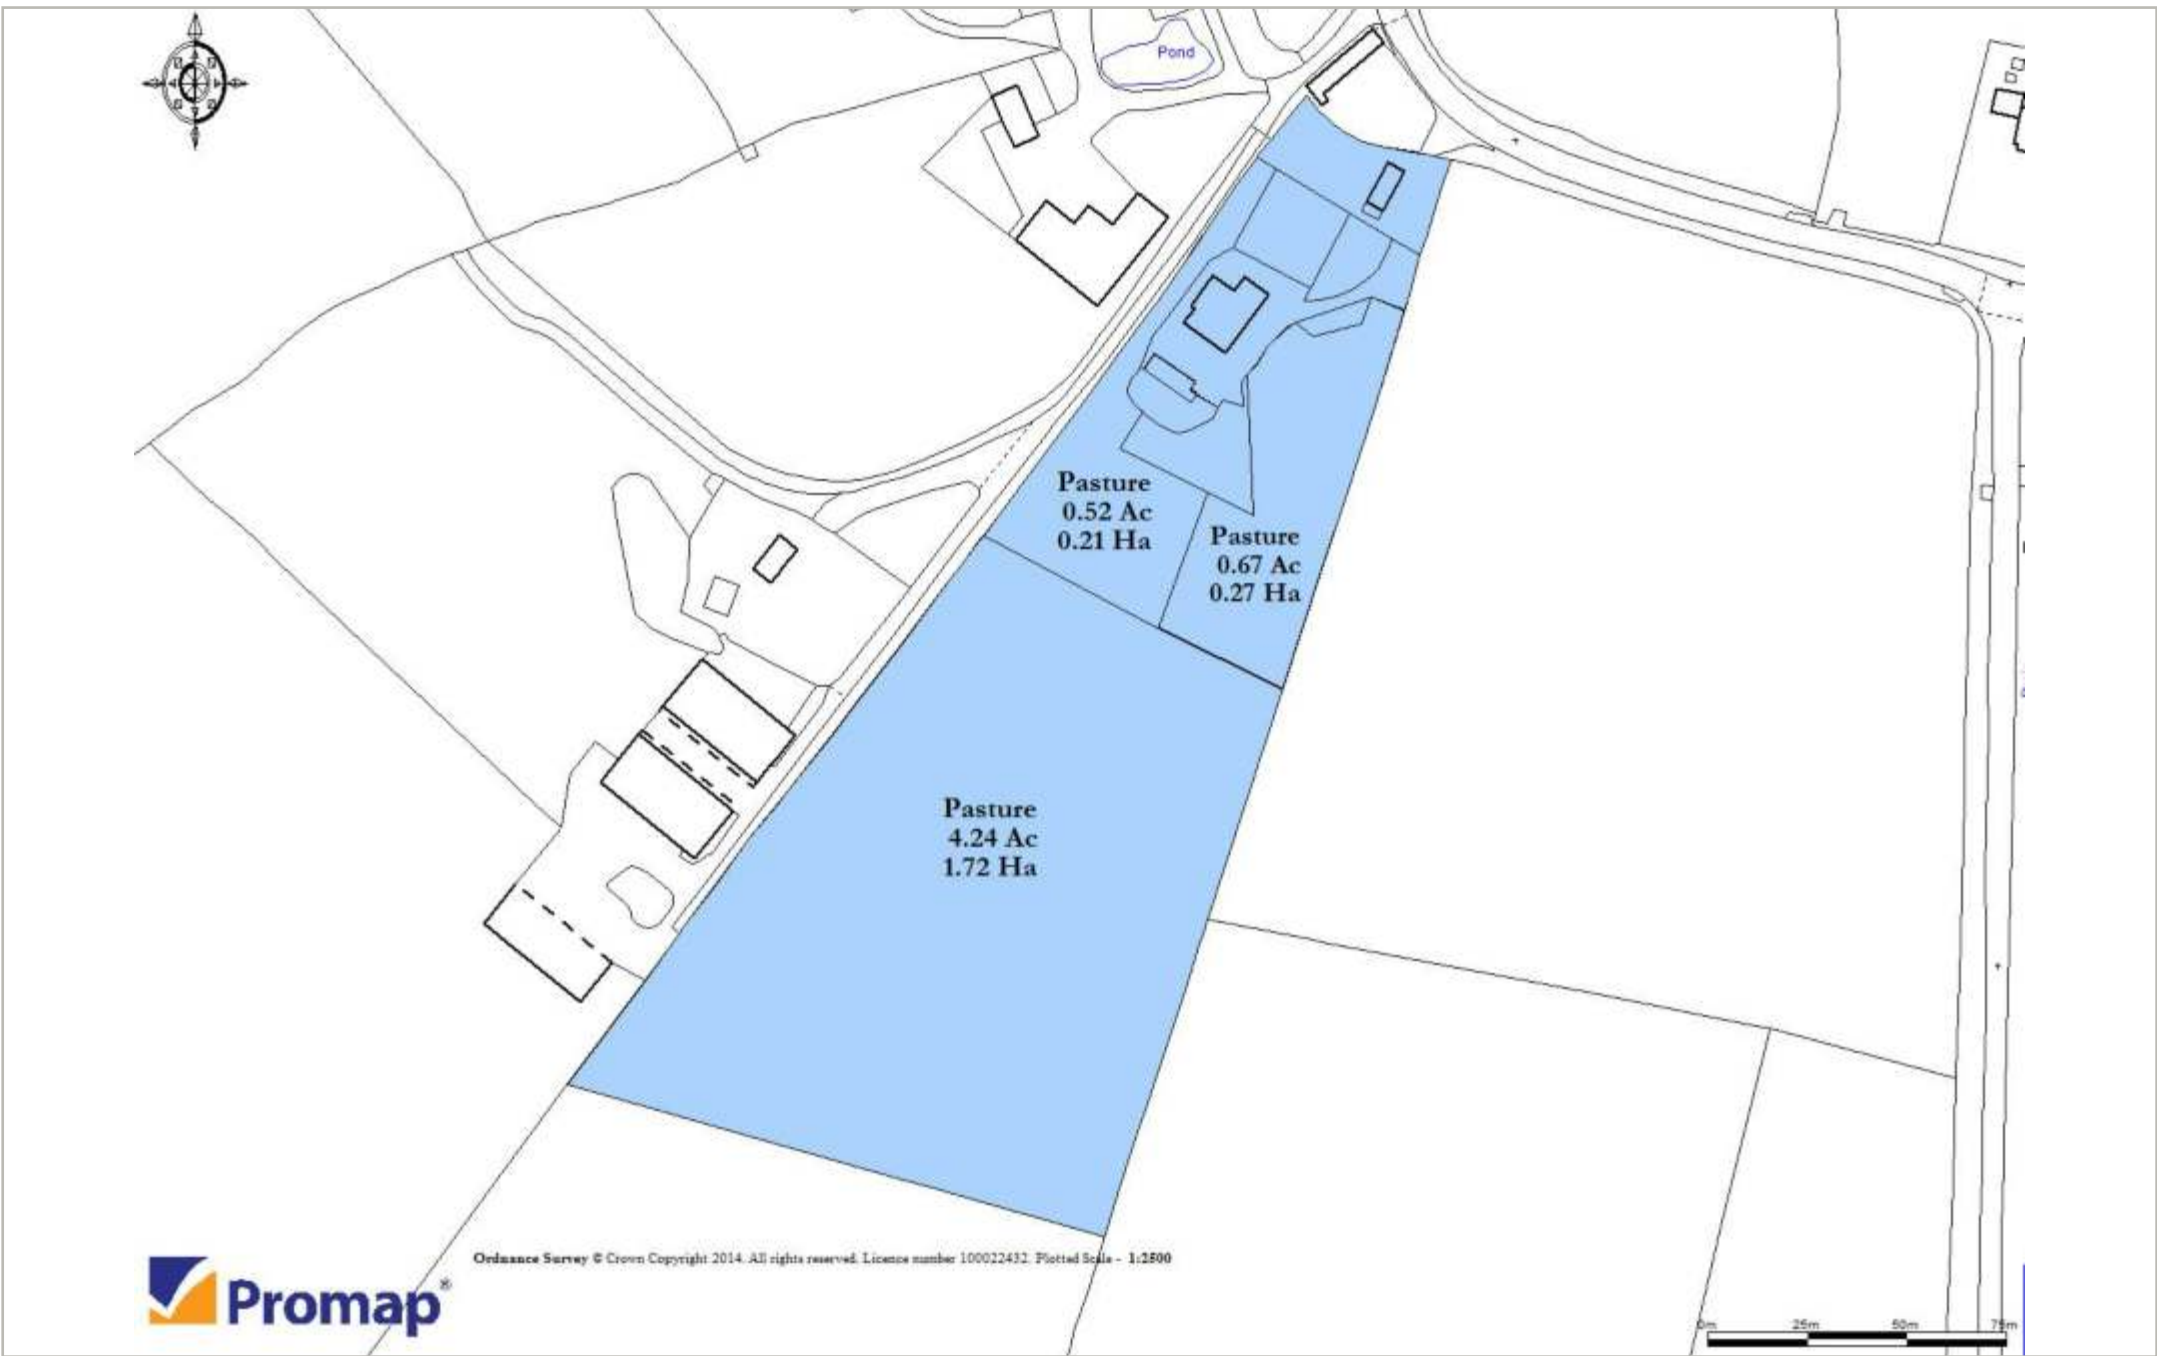 Pond
Pasture
0.52 Ac
0.21 Ha
Pasture
0.67 Ac
0.27 Ha
Pasture
4.24 Ac
1.72 Ha
Ordnance Survey © Crown Copyright 2014. All rights reserved. Licence number 100022432. Plotted Scale - 1:2500
Promap®
0m 25m 50m 75m